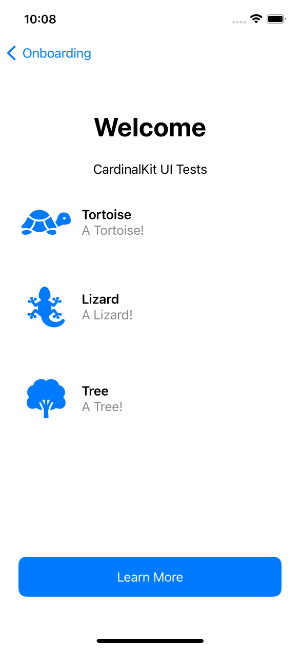 10:08
Onboarding
Welcome
CardinalKit UI Tests
Tortoise
A Tortoise!
Lizard
A Lizard!
Tree
A Tree!
Learn More